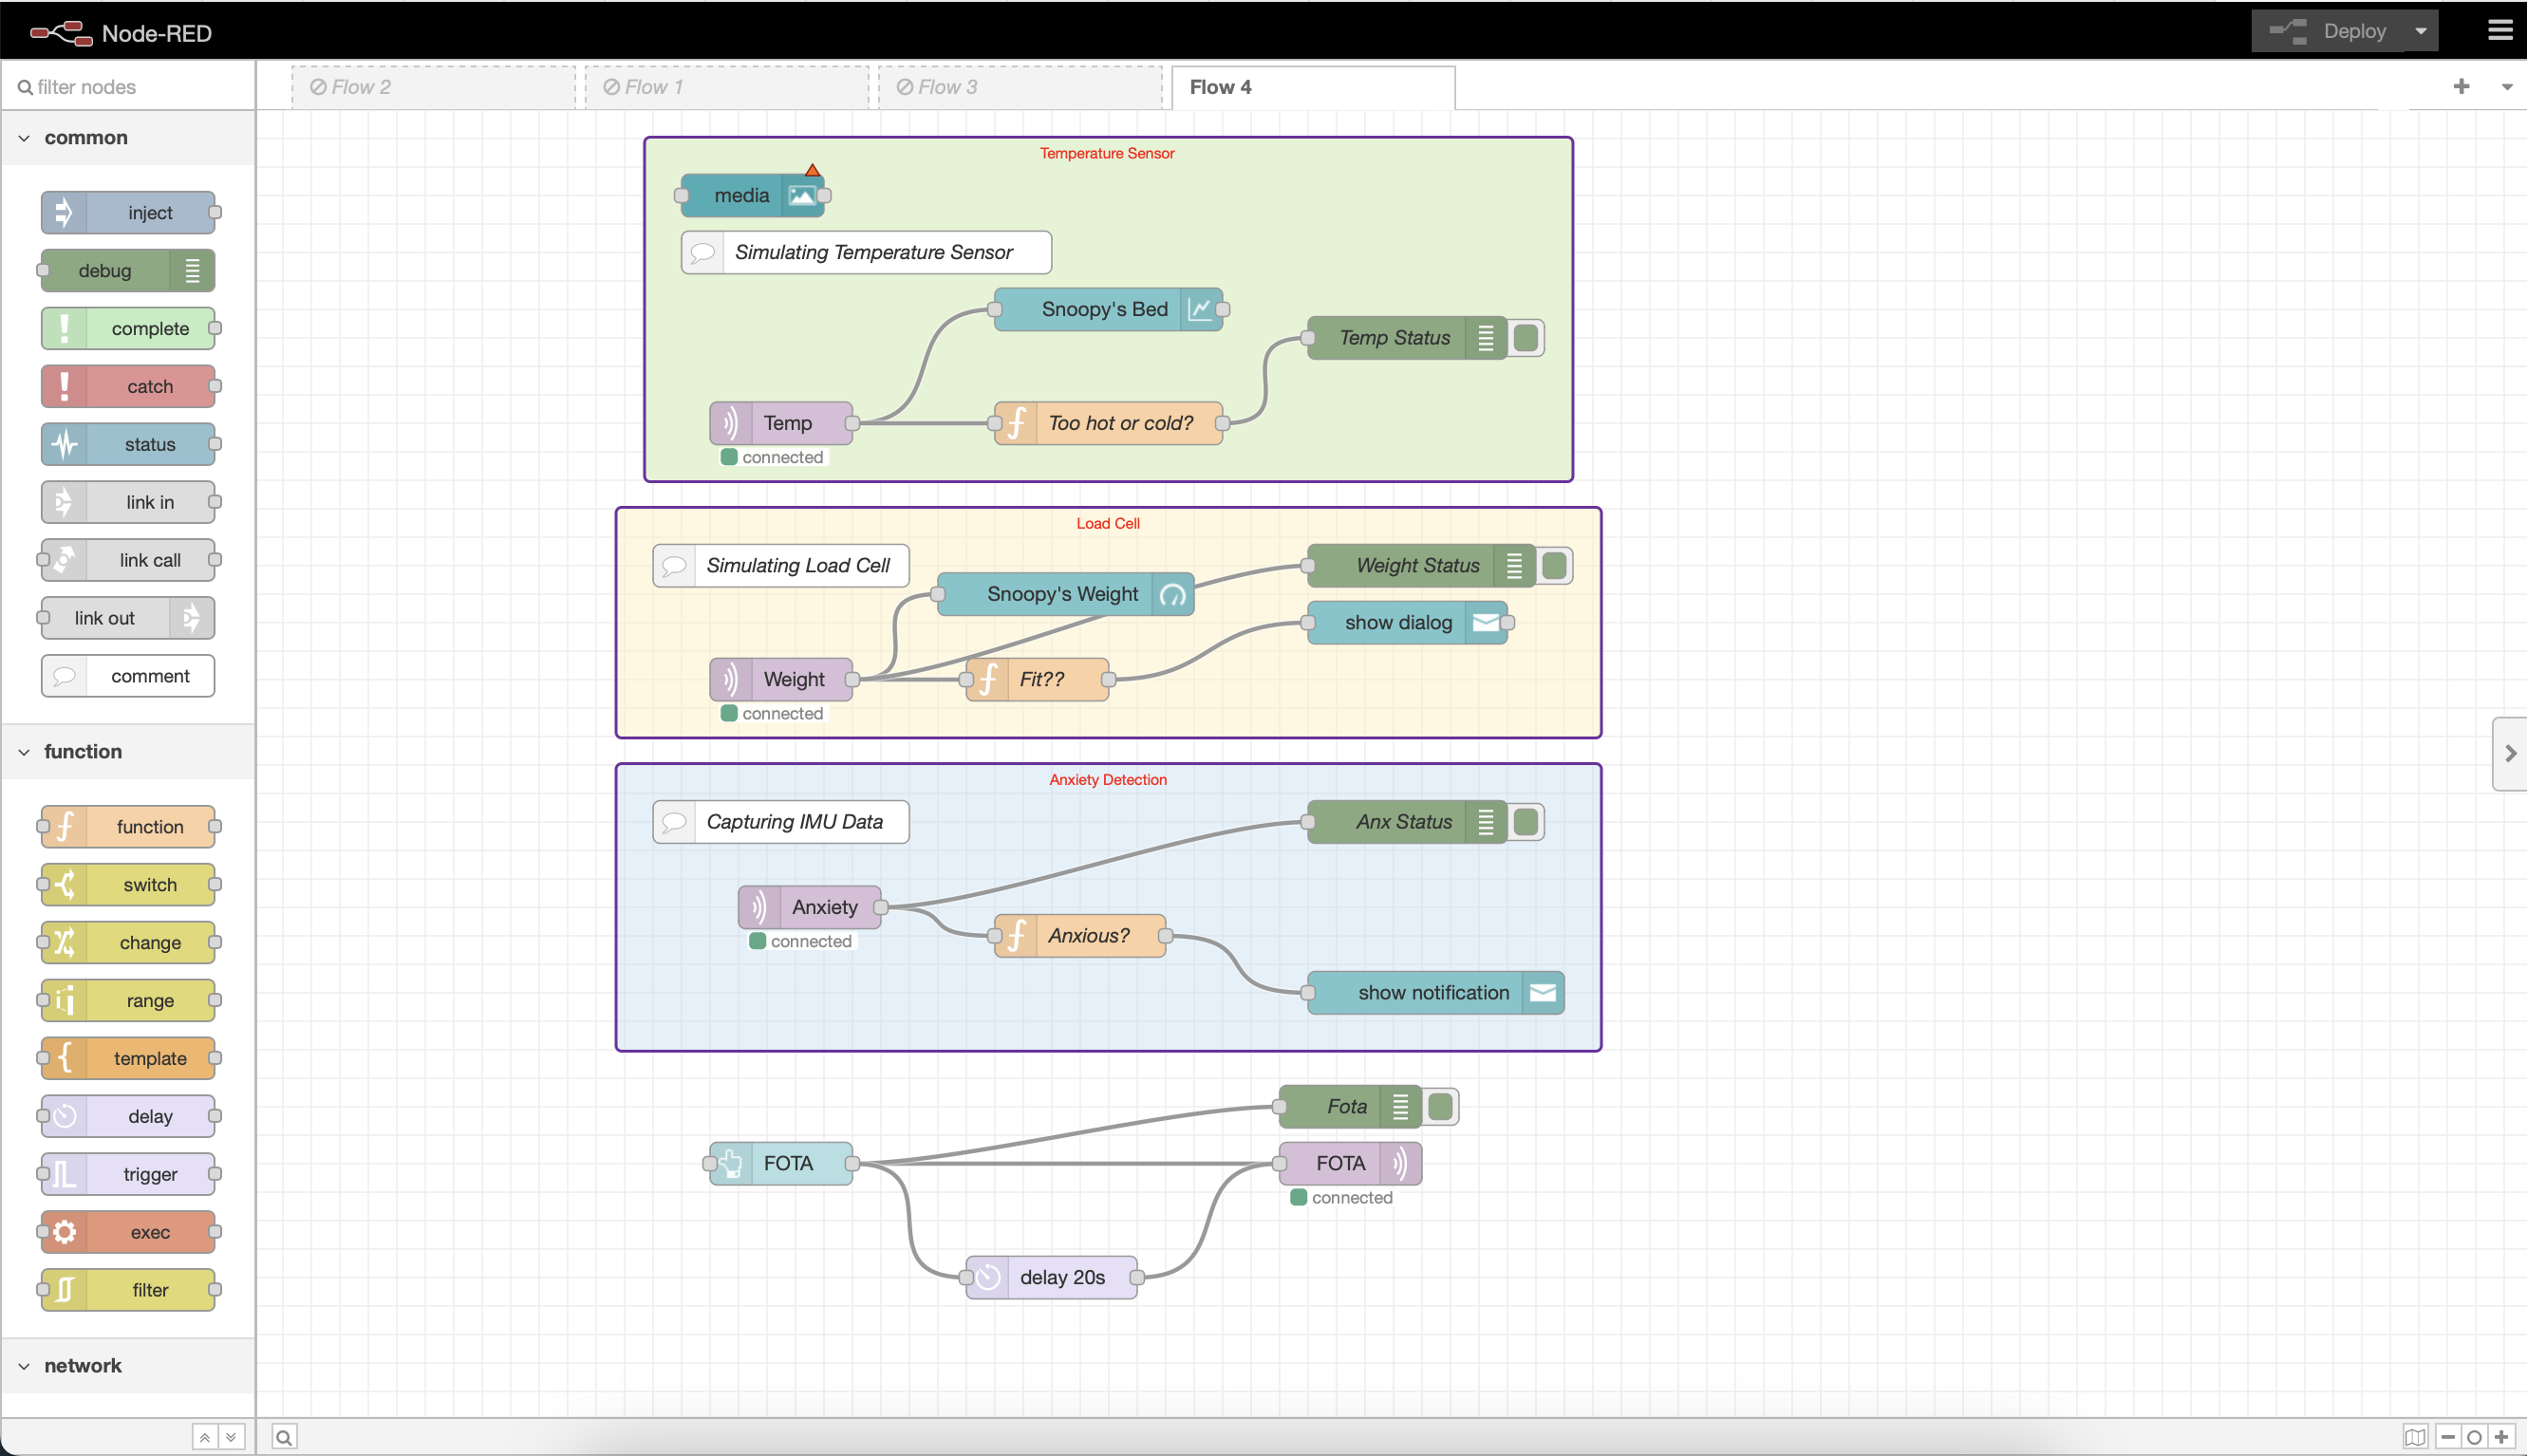 Node-RED
Deploy
filter nodes
Flow 2
Flow 1
Flow 3
Flow 4
common
inject
debug
complete
catch
status
link in
link call
link out
comment
function
function
switch
change
range
template
delay
trigger
exec
filter
network
Temperature Sensor
media
Simulating Temperature Sensor
Snoopy's Bed
Temp Status
Temp
Too hot or cold?
connected
Load Cell
Simulating Load Cell
Weight Status
Snoopy's Weight
show dialog
Weight
Fit??
connected
Anxiety Detection
Capturing IMU Data
Anx Status
Anxiety
Anxious?
connected
show notification
Fota
FOTA
FOTA
connected
delay 20s